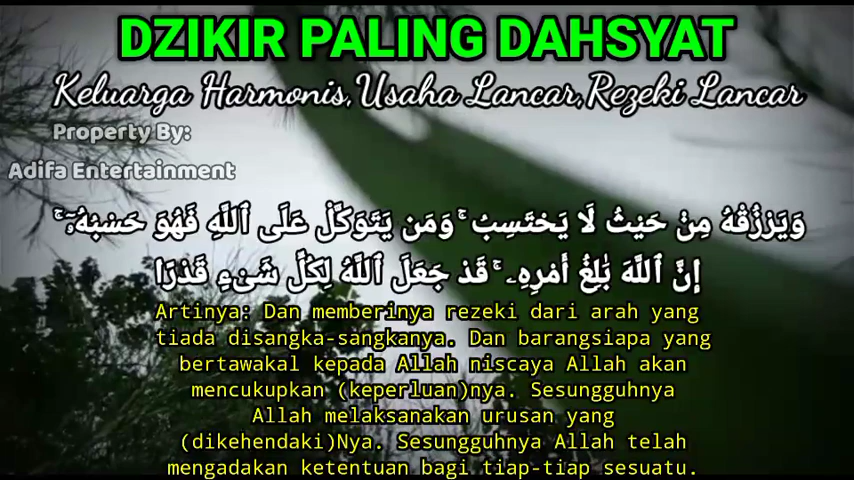 DZIKIR PALING DAHSYAT
Keluarga Harmonis,Usaha Lancar,Rezeki Lancar
Property By:
Adifa Entertainment
وَيَرْزُقْهُ مِنْ حَيْثُ لَا يَحْتَسِبُ ۚ وَمَن يَتَوَكَّلْ عَلَى ٱللَّهِ فَهُوَ حَسْبُهُۥٓ ۚ
إِنَّ ٱللَّهَ بَٰلِغُ أَمْرِهِۦ ۚ قَدْ جَعَلَ ٱللَّهُ لِكُلِّ شَىْءٍ قَدْرًا
Artinya: Dan memberinya rezeki dari arah yang
tiada disangka-sangkanya. Dan barangsiapa yang
bertawakal kepada Allah niscaya Allah akan
mencukupkan (keperluan)nya. Sesungguhnya
Allah melaksanakan urusan yang
(dikehendaki)Nya. Sesungguhnya Allah telah
mengadakan ketentuan bagi tiap-tiap sesuatu.